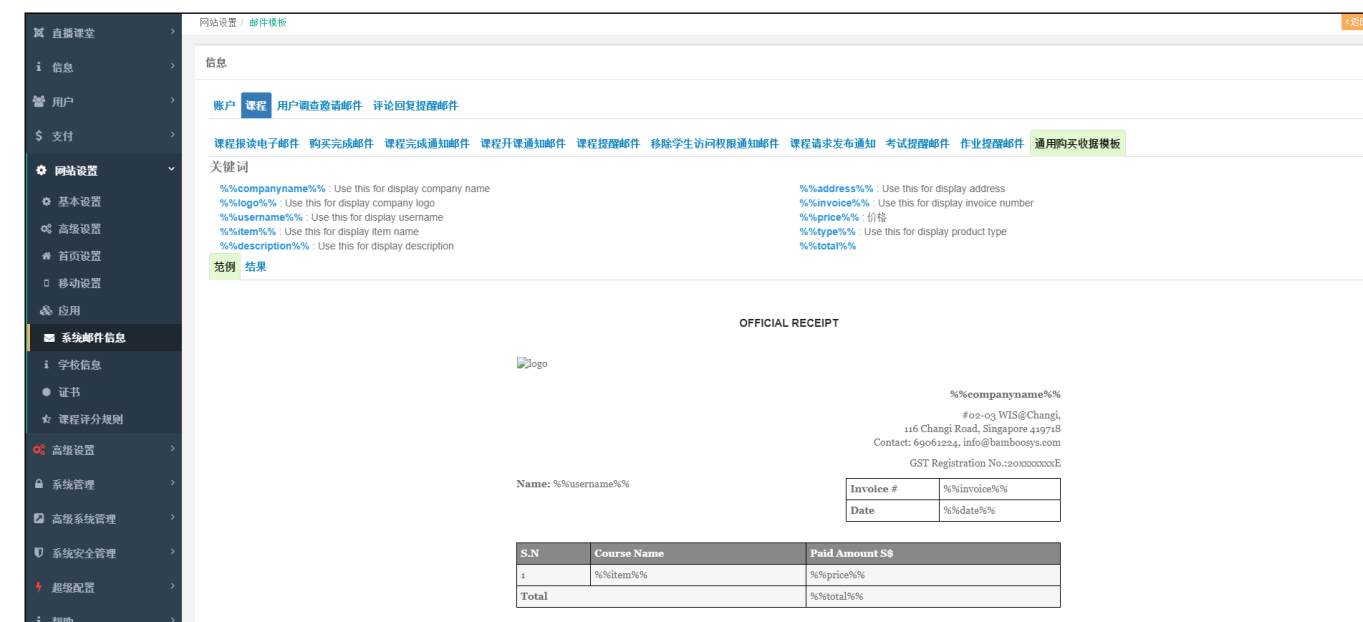 网站设置 / 邮件模板
直播课堂
信息
用户
支付
网站设置
基本设置
高级设置
首页设置
移动设置
应用
系统邮件信息
学校信息
证书
课程评分规则
高级设置
系统管理
高级系统管理
系统安全管理
超级配置
信息
账户 课程 用户调查邀请邮件 评论回复提醒邮件
课程报读电子邮件 购买完成邮件 课程完成通知邮件 课程开课通知邮件 课程提醒邮件 移除学生访问权限通知邮件 课程请求发布通知 考试提醒邮件 作业提醒邮件 通用购买收据模板
关键词
%%companyname%% : Use this for display company name
%%logo%% : Use this for display company logo
%%username%% : Use this for display username
%%item%% : Use this for display item name
%%description%% : Use this for display description
%%address%% : Use this for display address
%%invoice%% : Use this for display invoice number
%%price%% : 价格
%%type%% : Use this for display product type
%%total%%
范例 结果
OFFICIAL RECEIPT
logo
%%companyname%%
#02-03 WIS@Changi,
116 Changi Road, Singapore 419718
Contact: 69061224, info@bamboosys.com
GST Registration No.:20xxxxxxxE
Name: %%username%%
Invoice # %%invoice%%
Date %%date%%
S.N Course Name Paid Amount S$
1 %%item%% %%price%%
Total %%total%%